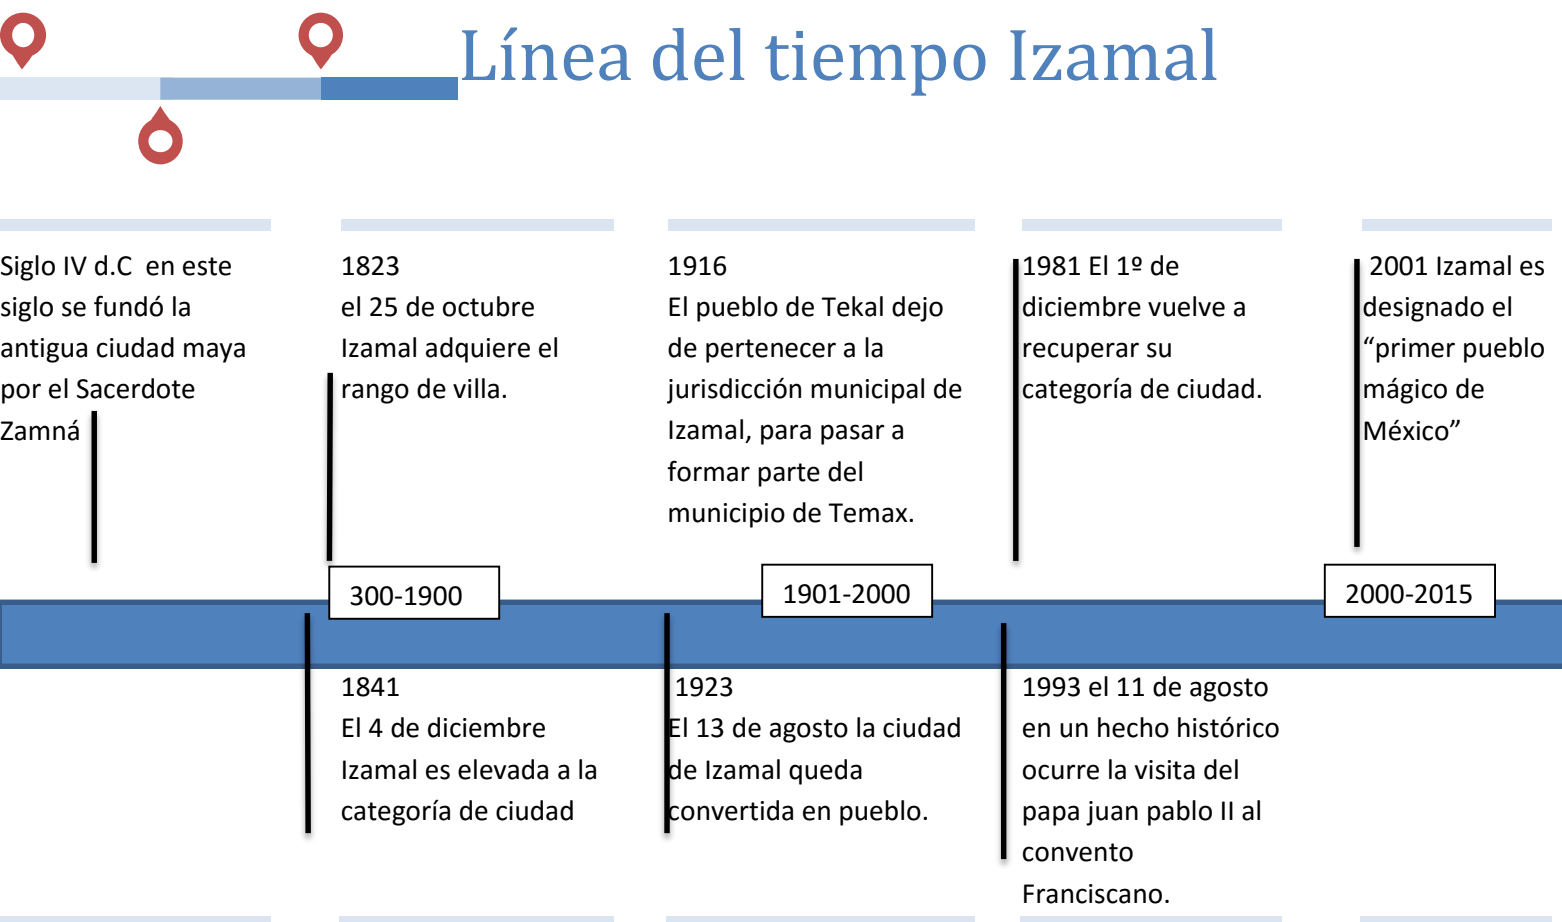 Línea del tiempo Izamal
Siglo IV d.C  en este
siglo se fundó la
antigua ciudad maya
por el Sacerdote
Zamná
1823
el 25 de octubre
Izamal adquiere el
rango de villa.
1916
El pueblo de Tekal dejo
de pertenecer a la
jurisdicción municipal de
Izamal, para pasar a
formar parte del
municipio de Temax.
1981 El 1º de
diciembre vuelve a
recuperar su
categoría de ciudad.
2001 Izamal es
designado el
“primer pueblo
mágico de
México”
300-1900
1901-2000
2000-2015
1841
El 4 de diciembre
Izamal es elevada a la
categoría de ciudad
1923
El 13 de agosto la ciudad
de Izamal queda
convertida en pueblo.
1993 el 11 de agosto
en un hecho histórico
ocurre la visita del
papa juan pablo II al
convento
Franciscano.